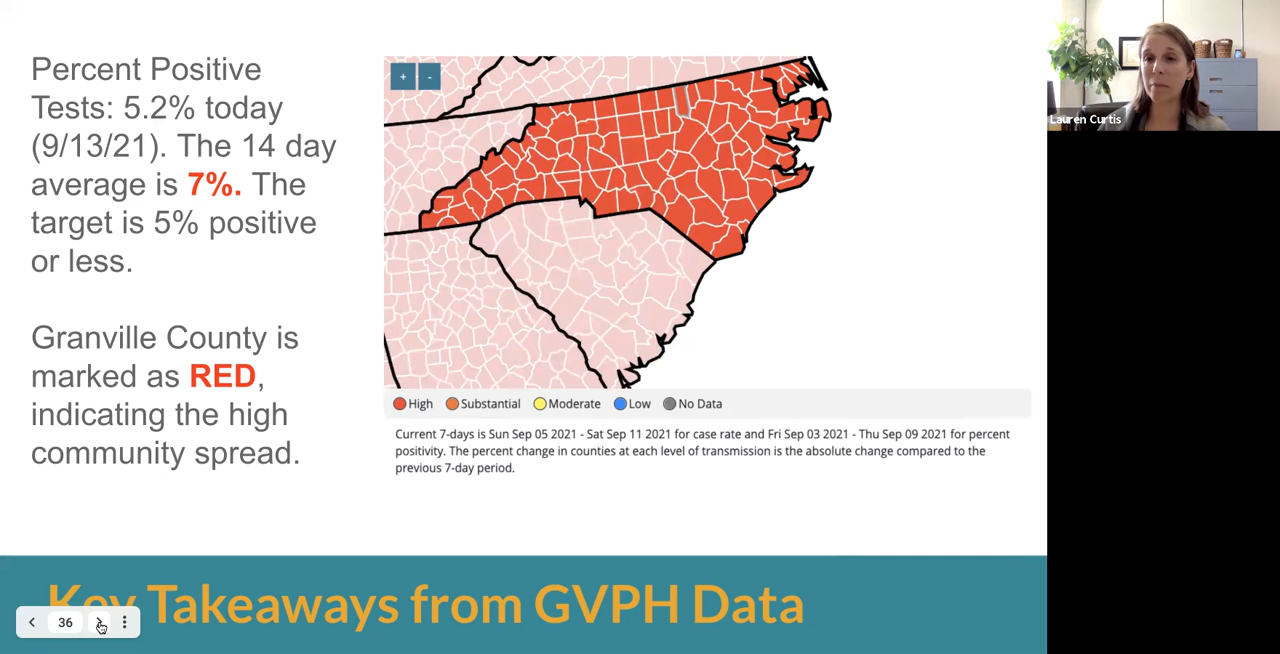 Percent Positive
Tests: 5.2% today
(9/13/21). The 14 day
average is 7%. The
target is 5% positive
or less.
Granville County is
marked as RED,
indicating the high
community spread.
+ -
High Substantial Moderate Low No Data
Current 7-days is Sun Sep 05 2021 - Sat Sep 11 2021 for case rate and Fri Sep 03 2021 - Thu Sep 09 2021 for percent
positivity. The percent change in counties at each level of transmission is the absolute change compared to the
previous 7-day period.
Lauren Curtis
Key Takeaways from GVPH Data
36